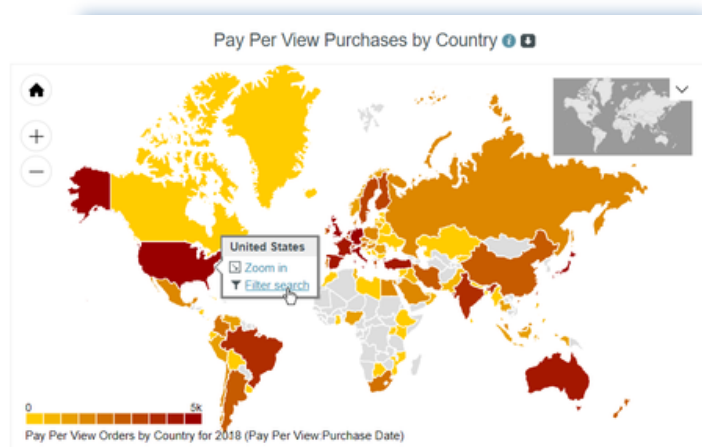 Pay Per View Purchases by Country
United States
Zoom in
Filter search
0 5k
Pay Per View Orders by Country for 2018 (Pay Per View:Purchase Date)